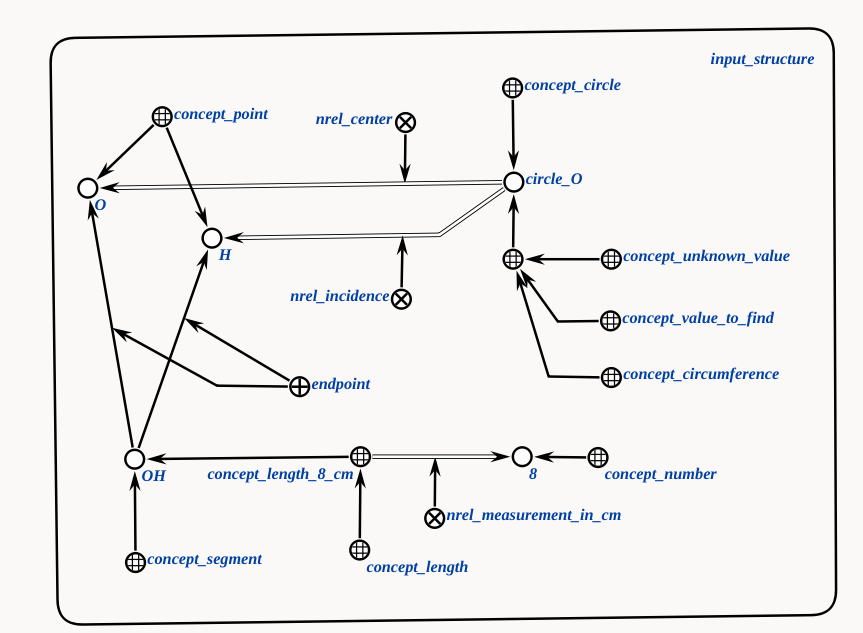 input_structure
concept_circle
concept_point
nrel_center
circle_O
O
H
concept_unknown_value
nrel_incidence
concept_value_to_find
concept_circumference
endpoint
OH
concept_length_8_cm
8
concept_number
nrel_measurement_in_cm
concept_segment
concept_length